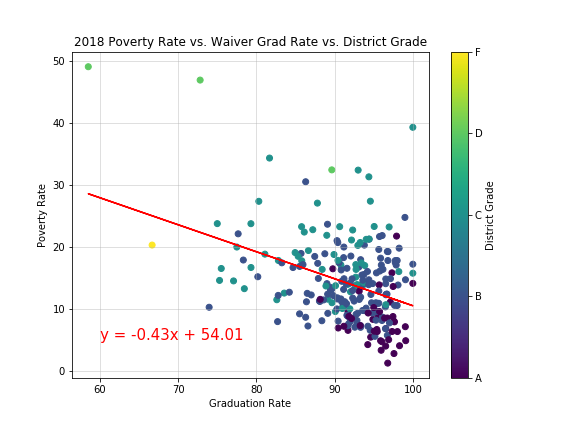 2018 Poverty Rate vs. Waiver Grad Rate vs. District Grade
50
40
30
20
10
0
Poverty Rate
y = -0.43x + 54.01
60 70 80 90 100
Graduation Rate
F
D
C
B
A
District Grade